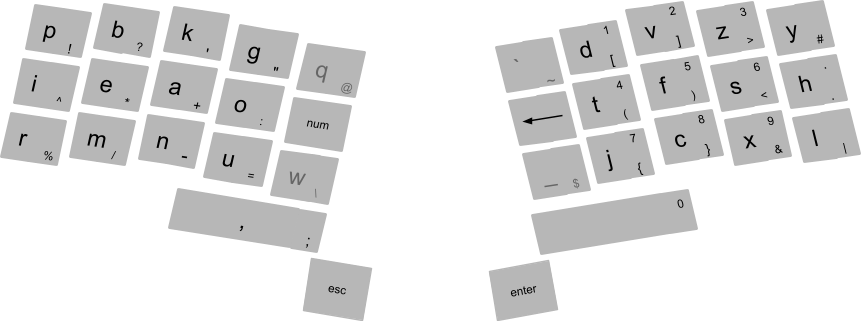 p ! b ? k ' g " q @
i ^ e * a + o : num
r % m / n - u = w \
, ;
esc
` ~ d 1 [ v 2 ] z 3 > y #
← t 4 ( f 5 ) s 6 < h · .
_ $ j 7 { c 8 } x 9 & l |
0
enter